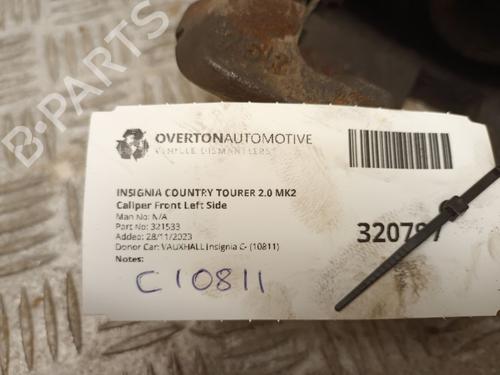 B-PARTS
OVERTONAUTOMOTIVE
VEHICLE DISMANTLERS
INSIGNIA COUNTRY TOURER 2.0 MK2
Caliper Front Left Side
Man No: N/A
Part No: 321533
Added: 28/11/2023
Donor Car: VAUXHALL Insignia G- (10811)
Notes:
C10811